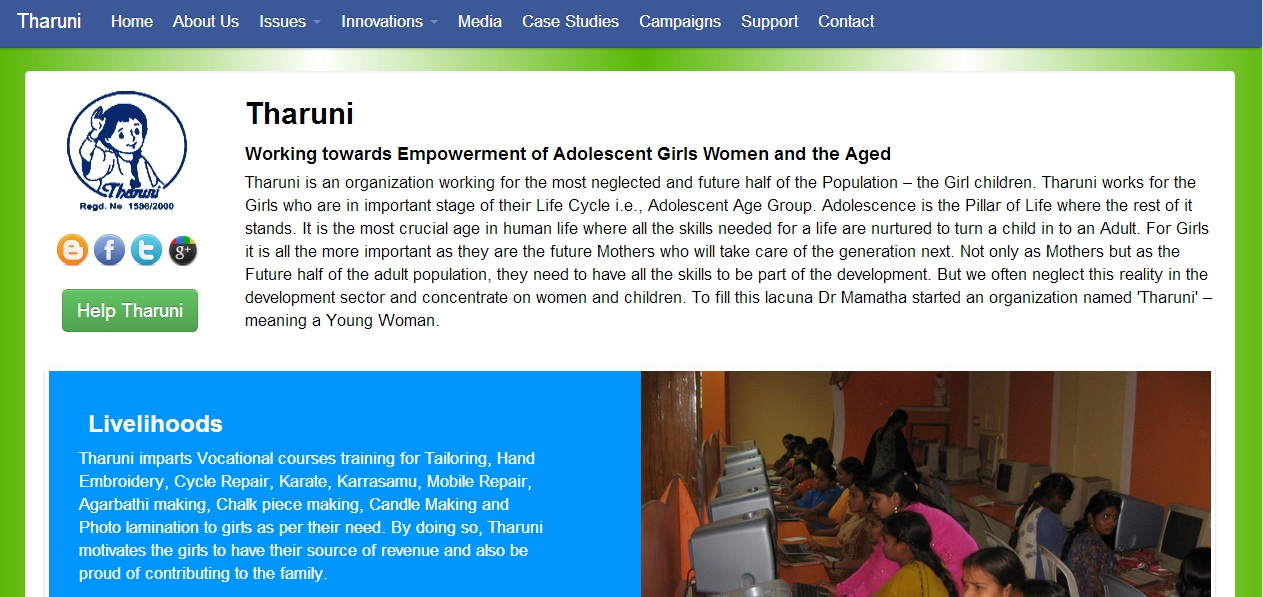 Tharuni Home About Us Issues Innovations Media Case Studies Campaigns Support Contact
Tharuni
Regd. No. 1586/2000
Help Tharuni
Tharuni
Working towards Empowerment of Adolescent Girls Women and the Aged
Tharuni is an organization working for the most neglected and future half of the Population – the Girl children. Tharuni works for the
Girls who are in important stage of their Life Cycle i.e., Adolescent Age Group. Adolescence is the Pillar of Life where the rest of it
stands. It is the most crucial age in human life where all the skills needed for a life are nurtured to turn a child in to an Adult. For Girls
it is all the more important as they are the future Mothers who will take care of the generation next. Not only as Mothers but as the
Future half of the adult population, they need to have all the skills to be part of the development. But we often neglect this reality in the
development sector and concentrate on women and children. To fill this lacuna Dr Mamatha started an organization named 'Tharuni' –
meaning a Young Woman.
Livelihoods
Tharuni imparts Vocational courses training for Tailoring, Hand
Embroidery, Cycle Repair, Karate, Karrasamu, Mobile Repair,
Agarbathi making, Chalk piece making, Candle Making and
Photo lamination to girls as per their need. By doing so, Tharuni
motivates the girls to have their source of revenue and also be
proud of contributing to the family.